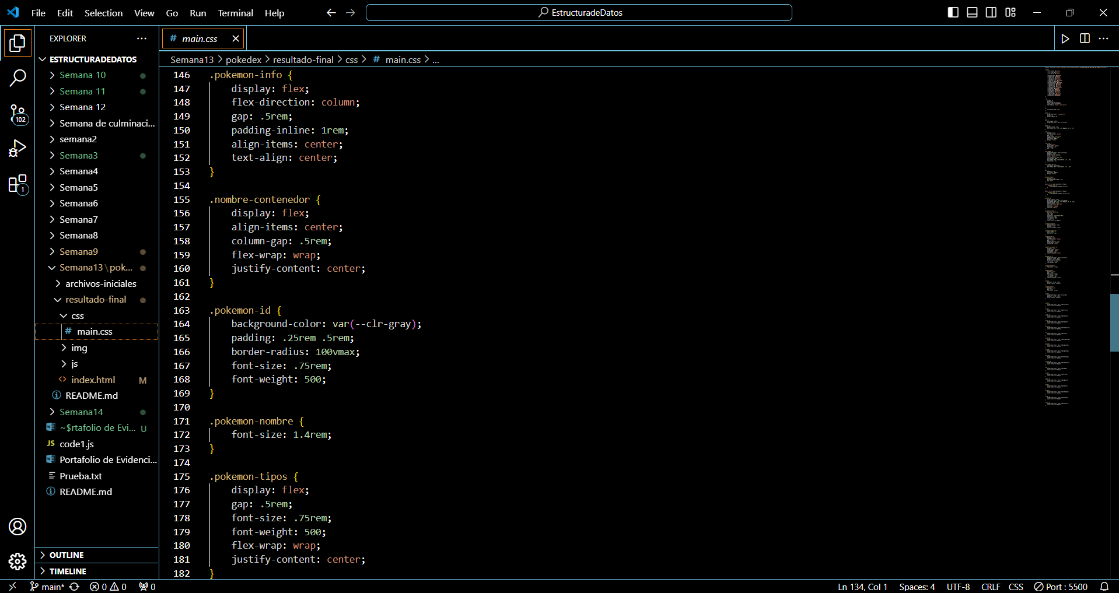 File Edit Selection View Go Run Terminal Help
EstructuradeDatos
EXPLORER
ESTRUCTURADEDATOS
Semana 10
Semana 11
Semana 12
Semana de culminaci...
semana2
Semana3
Semana4
Semana5
Semana6
Semana7
Semana8
Semana9
Semana13 \ pok...
archivos-iniciales
resultado-final
css
# main.css
img
js
<> index.html M
README.md
Semana14
~$rtafolio de Evi... U
JS code1.js
Portafolio de Evidenci...
Prueba.txt
README.md
OUTLINE
TIMELINE
102
1
# main.css
Semana13 > pokedex > resultado-final > css > # main.css > ...
146 .pokemon-info {
147 display: flex;
148 flex-direction: column;
149 gap: .5rem;
150 padding-inline: 1rem;
151 align-items: center;
152 text-align: center;
153 }
154
155 .nombre-contenedor {
156 display: flex;
157 align-items: center;
158 column-gap: .5rem;
159 flex-wrap: wrap;
160 justify-content: center;
161 }
162
163 .pokemon-id {
164 background-color: var(--clr-gray);
165 padding: .25rem .5rem;
166 border-radius: 100vmax;
167 font-size: .75rem;
168 font-weight: 500;
169 }
170
171 .pokemon-nombre {
172 font-size: 1.4rem;
173 }
174
175 .pokemon-tipos {
176 display: flex;
177 gap: .5rem;
178 font-size: .75rem;
179 font-weight: 500;
180 flex-wrap: wrap;
181 justify-content: center;
182 }
main* 0 0 0 Ln 134, Col 1 Spaces: 4 UTF-8 CRLF CSS Port : 5500